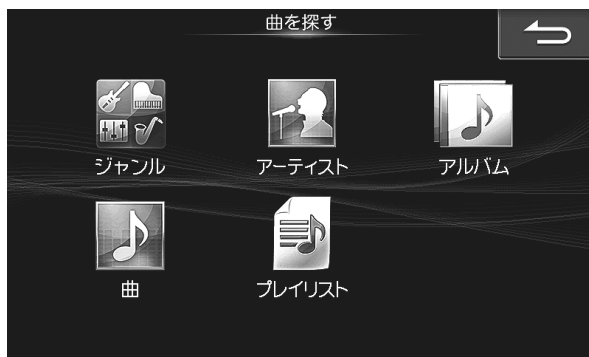 曲を探す
ジャンル
アーティスト
アルバム
曲
プレイリスト